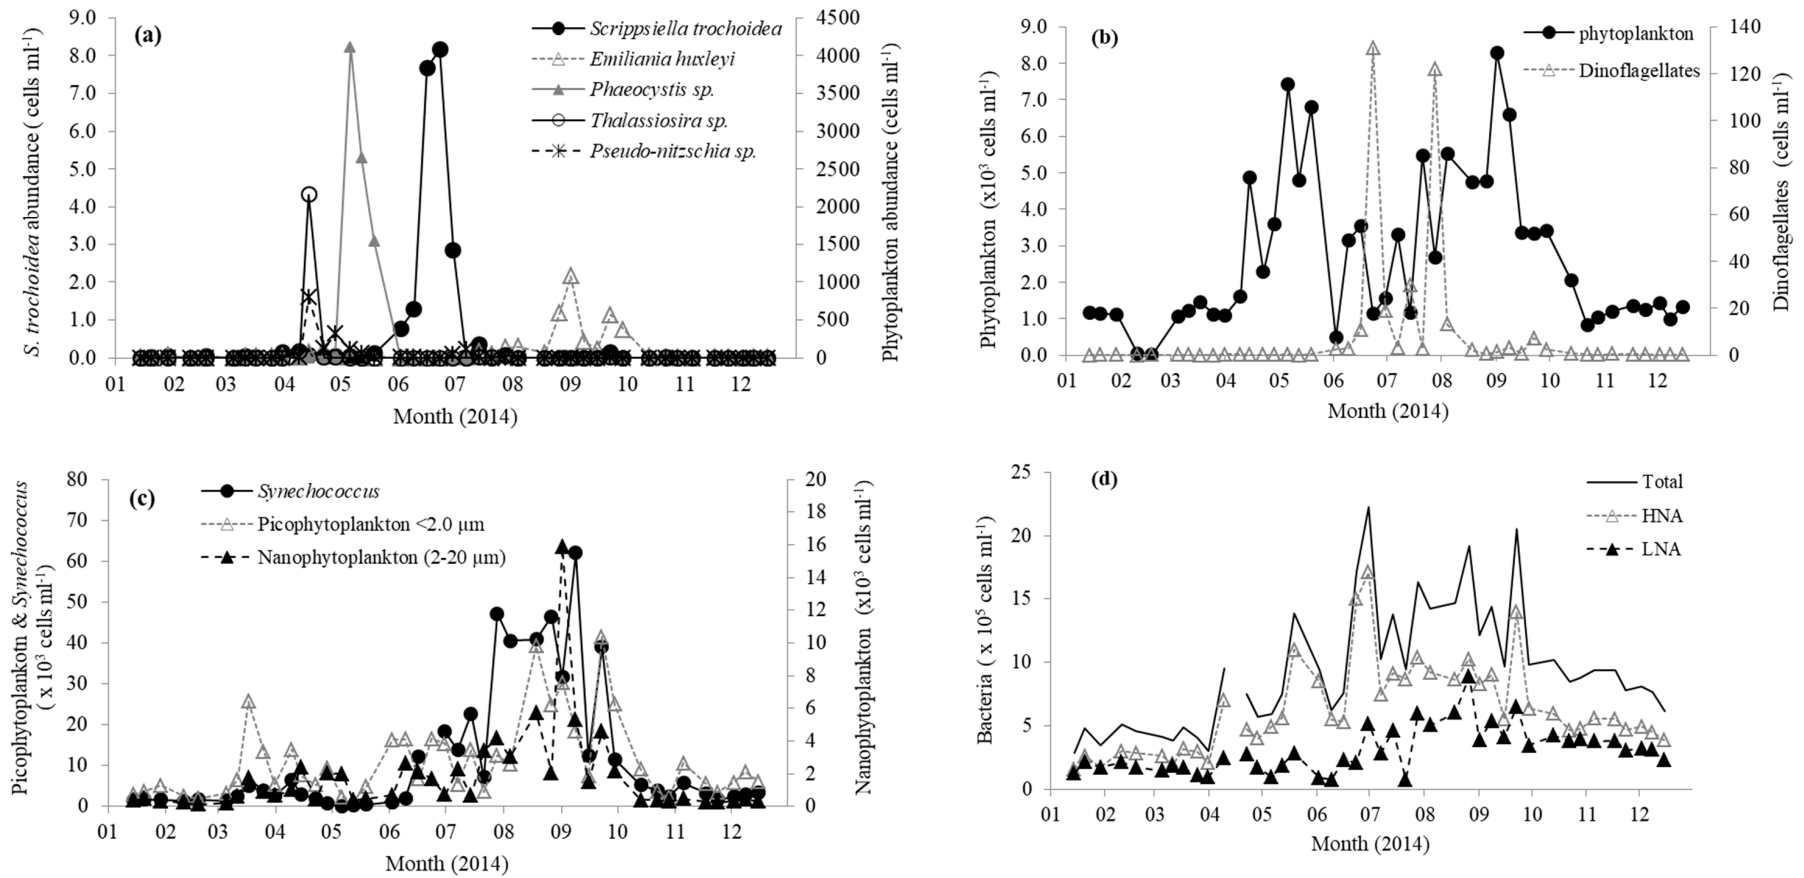 (a)
S. trochoidea abundance ( cells ml-1)
9.0
8.0
7.0
6.0
5.0
4.0
3.0
2.0
1.0
0.0
Scrippsiella trochoidea
Emiliania huxleyi
Phaeocystis sp.
Thalassiosira sp.
Pseudo-nitzschia sp.
4500
4000
3500
3000
2500
2000
1500
1000
500
0
Phytoplankton abundance (cells ml-1)
01 02 03 04 05 06 07 08 09 10 11 12
Month (2014)
(b)
Phytoplankton (x103 cells ml-1)
9.0
8.0
7.0
6.0
5.0
4.0
3.0
2.0
1.0
0.0
phytoplankton
Dinoflagellates
140
120
100
80
60
40
20
0
Dinoflagellates (cells ml-1)
01 02 03 04 05 06 07 08 09 10 11 12
Month (2014)
(c)
Picophytoplankotn & Synechococcus
( x 103 cells ml-1)
80
70
60
50
40
30
20
10
0
Synechococcus
Picophytoplankton <2.0 µm
Nanophytoplankton (2-20 µm)
20
18
16
14
12
10
8
6
4
2
0
Nanophytoplankton (x103 cells ml-1)
01 02 03 04 05 06 07 08 09 10 11 12
Month (2014)
(d)
Bacteria ( x 105 cells ml-1)
25
20
15
10
5
0
Total
HNA
LNA
01 02 03 04 05 06 07 08 09 10 11 12
Month (2014)